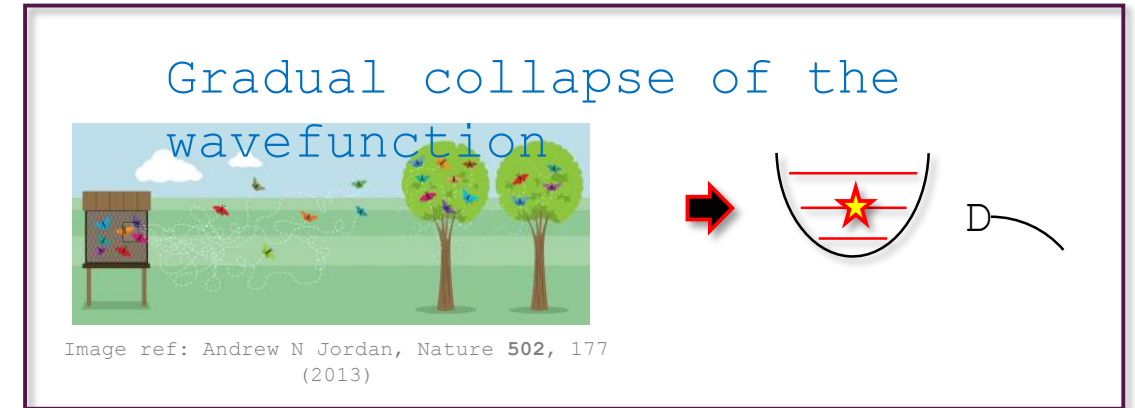 Gradual collapse of the
wavefunction
D
Image ref: Andrew N Jordan, Nature 502, 177
(2013)